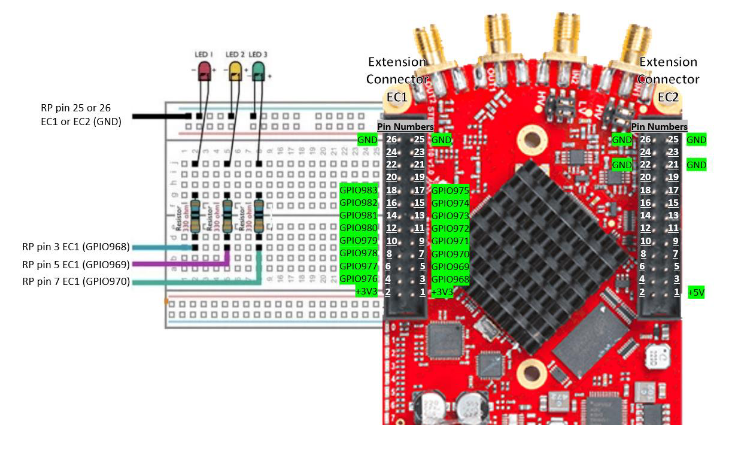 LED 1 LED 2 LED 3
RP pin 25 or 26
EC1 or EC2 (GND)
RP pin 3 EC1 (GPIO968)
RP pin 5 EC1 (GPIO969)
RP pin 7 EC1 (GPIO970)
Resistor
330 ohm
Resistor
330 ohm
Resistor
330 ohm
Extension
Connector
EC1
Pin Numbers
GND 26 25 GND
24 23
22 21
20 19
GPIO983 18 17 GPIO975
GPIO982 16 15 GPIO974
GPIO981 14 13 GPIO973
GPIO980 12 11 GPIO972
GPIO979 10 9 GPIO971
GPIO978 8 7 GPIO970
GPIO977 6 5 GPIO969
GPIO976 4 3 GPIO968
+3V3 2 1 +3V3
Extension
Connector
EC2
Pin Numbers
GND 26 25 GND
24 23
GND 22 21 GND
20 19
18 17
16 15
14 13
12 11
10 9
8 7
6 5
4 3
2 1 +5V